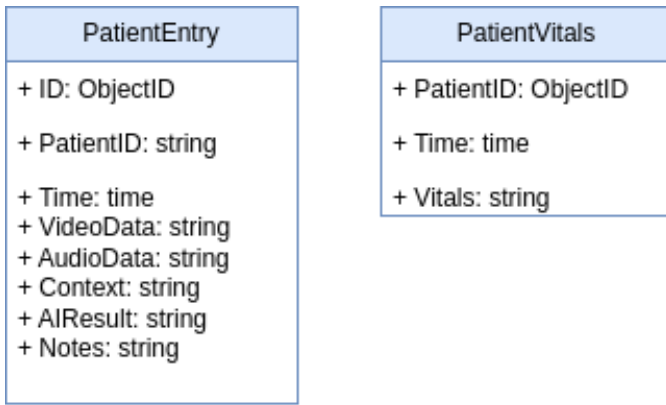 PatientEntry
+ ID: ObjectID
+ PatientID: string
+ Time: time
+ VideoData: string
+ AudioData: string
+ Context: string
+ AIResult: string
+ Notes: string
PatientVitals
+ PatientID: ObjectID
+ Time: time
+ Vitals: string